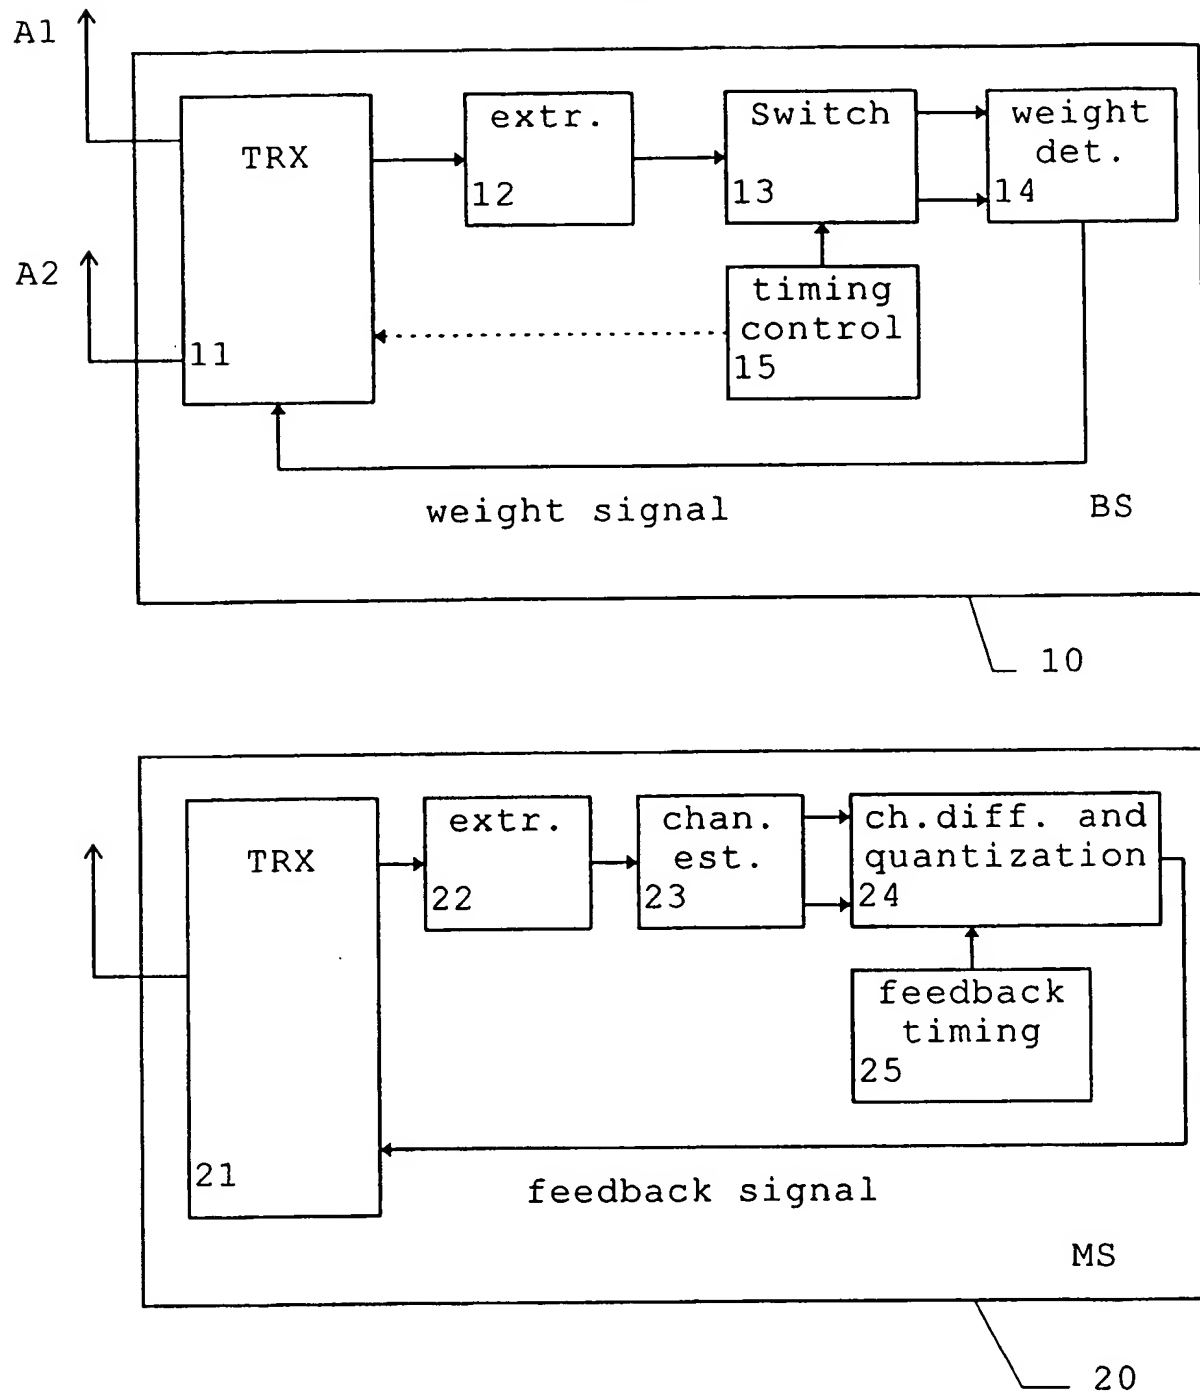 A1
TRX
11
extr.
12
Switch
13
weight
det.
14
A2
timing
control
15
weight signal
BS
10
TRX
21
extr.
22
chan.
est.
23
ch.diff. and
quantization
24
feedback
timing
25
feedback signal
MS
20